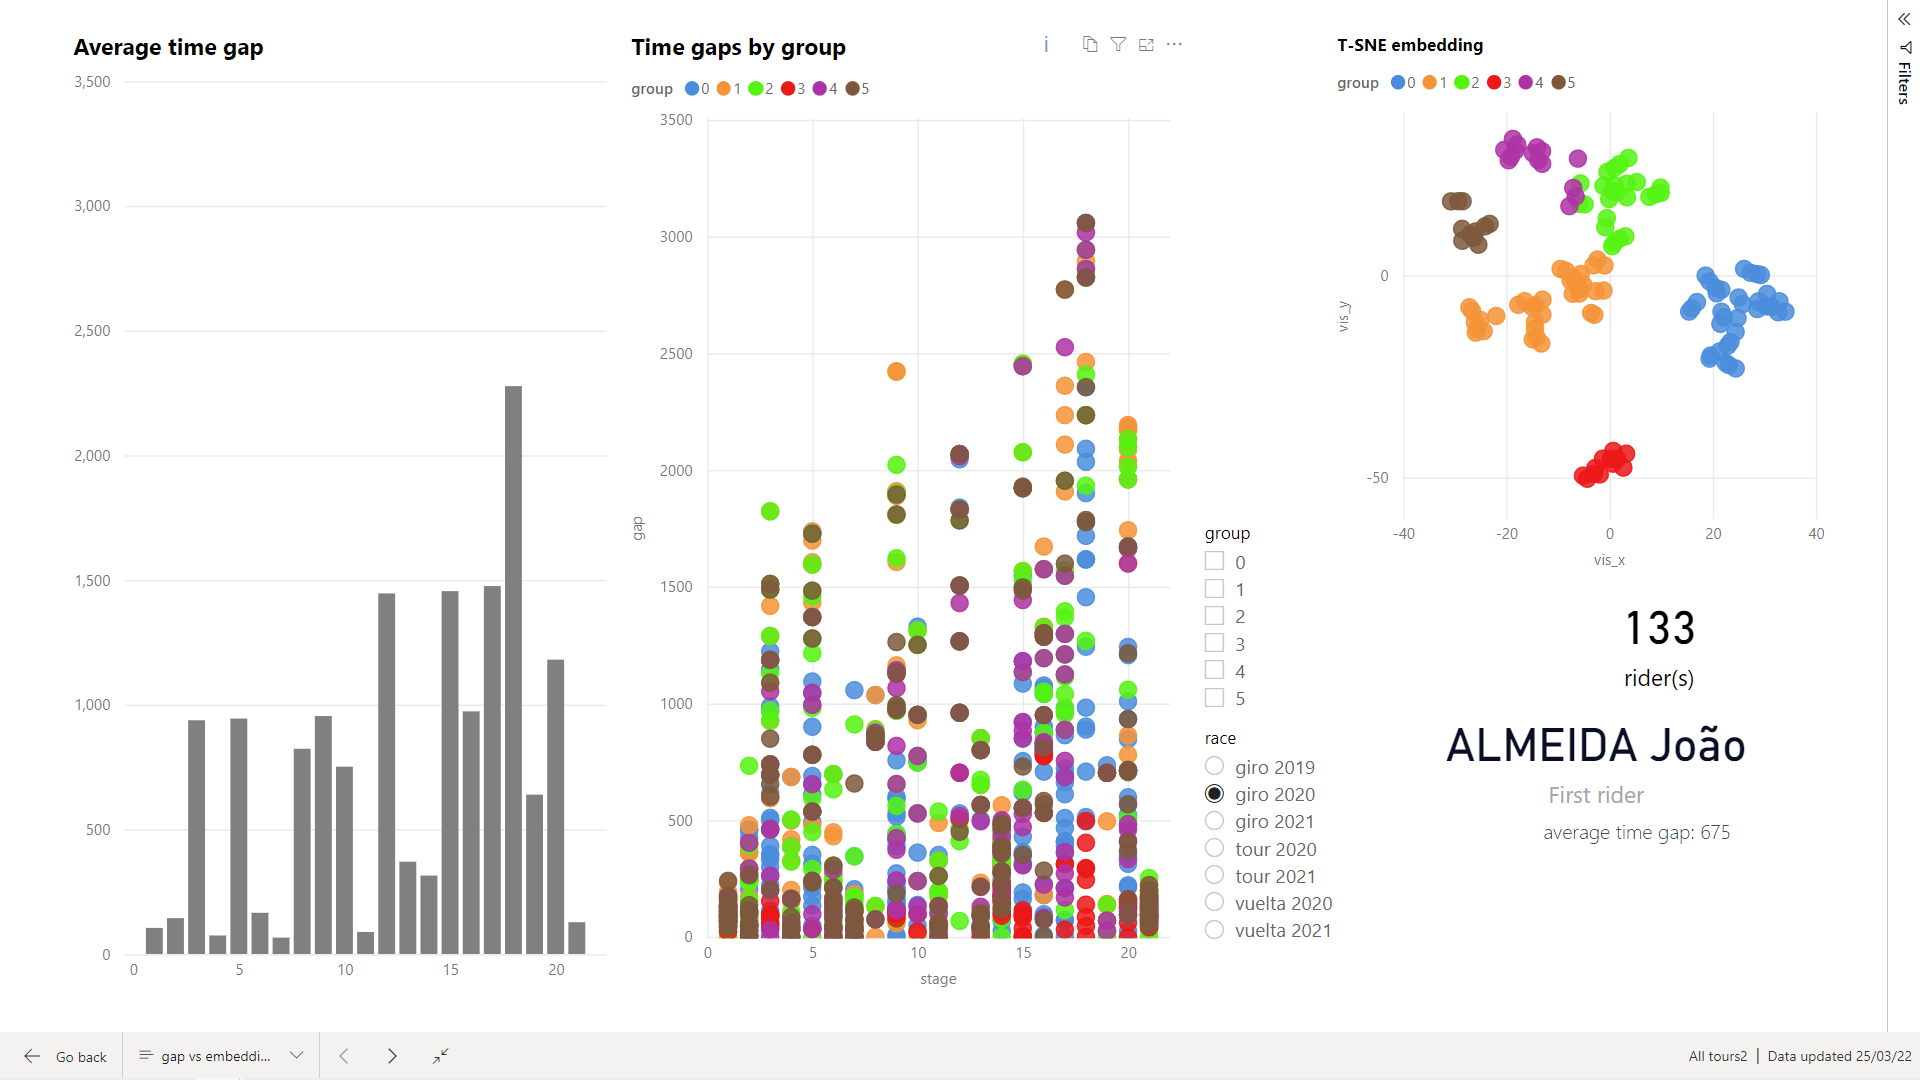 Average time gap
3,500
3,000
2,500
2,000
1,500
1,000
500
0
0 5 10 15 20
Time gaps by group
group 0 1 2 3 4 5
3500
3000
2500
2000
1500
1000
500
0
gap
0 5 10 15 20
stage
group
0
1
2
3
4
5
race
giro 2019
giro 2020
giro 2021
tour 2020
tour 2021
vuelta 2020
vuelta 2021
T-SNE embedding
group 0 1 2 3 4 5
0
-50
vis_y
-40 -20 0 20 40
vis_x
133
rider(s)
ALMEIDA João
First rider
average time gap: 675
Filters
Go back
gap vs embeddi...
All tours2 | Data updated 25/03/22